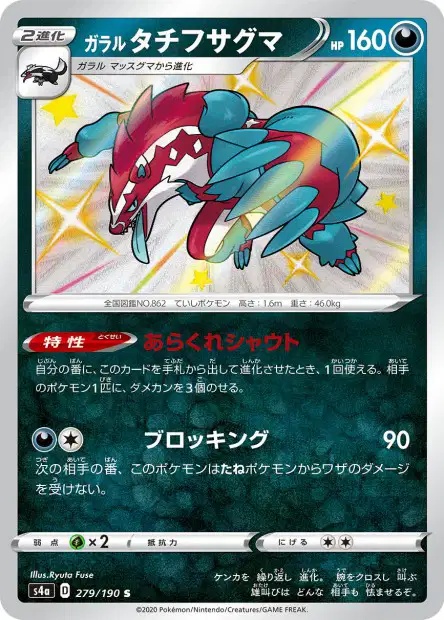 2進化 ガラル タチフサグマ HP 160
ガラル マッスグマから進化
全国図鑑NO.862 ていしポケモン 高さ：1.6m 重さ：46.0kg
特性 とくせい あらくれシャウト
自分の番に、このカードを手札から出して進化させたとき、1回使える。相手
のポケモン1匹に、ダメカンを3個のせる。
ブロッキング 90
次の相手の番、このポケモンはたねポケモンからワザのダメージ
を受けない。
弱点 ×2 抵抗力 にげる
Illus.Ryuta Fuse
s4a D 279/190 S
ケンカを 繰り返し 進化。 腕をクロスし 叫ぶ
雄叫びは どんな 相手も 怯ませるぞ。
©2020 Pokémon/Nintendo/Creatures/GAME FREAK.